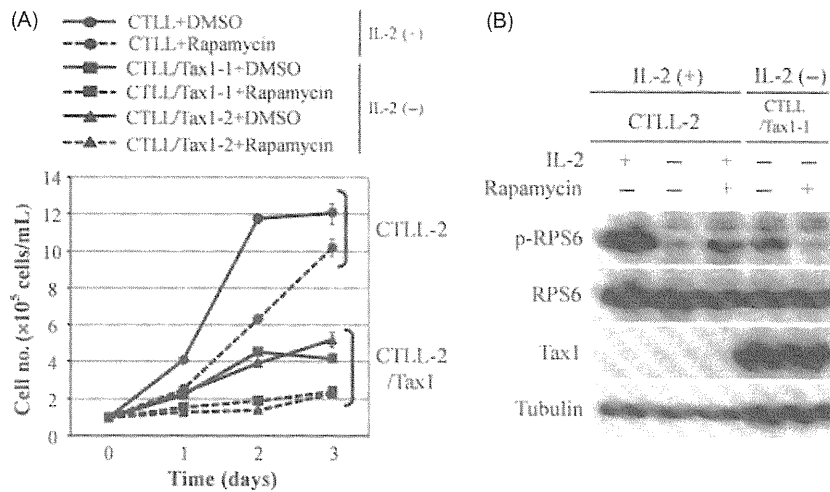 (A)
CTLL+DMSO
CTLL+Rapamycin
IL-2 (+)
CTLL/Tax1-1+DMSO
CTLL/Tax1-1+Rapamycin
CTLL/Tax1-2+DMSO
CTLL/Tax1-2+Rapamycin
IL-2 (−)
Cell no. (×10⁵ cells/mL)
14
12
10
8
6
4
2
0
0 1 2 3
Time (days)
CTLL-2
CTLL-2
/Tax1
(B)
IL-2 (+) IL-2 (−)
CTLL-2 CTLL
/Tax1-1
IL-2 + − + − −
Rapamycin − − + − +
p-RPS6
RPS6
Tax1
Tubulin